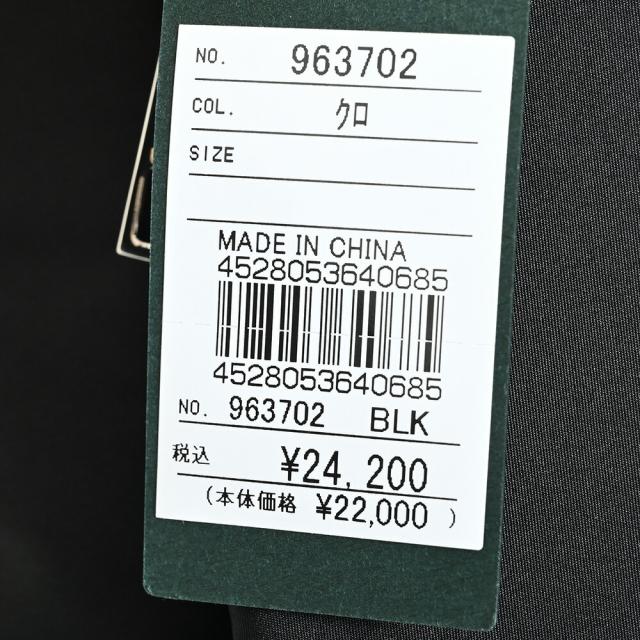 NO. 963702
COL. ｸﾛ
SIZE
MADE IN CHINA
4528053640685
4528053640685
NO. 963702 BLK
税込 ¥24,200
(本体価格 ¥22,000 )